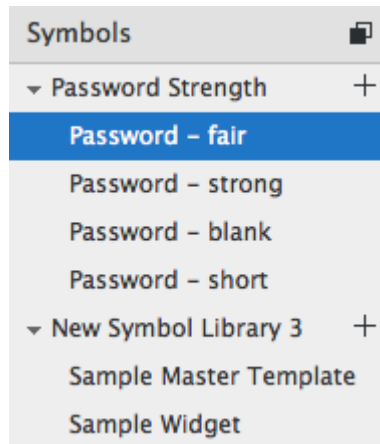 Symbols
Password Strength
Password – fair
Password – strong
Password – blank
Password – short
New Symbol Library 3
Sample Master Template
Sample Widget